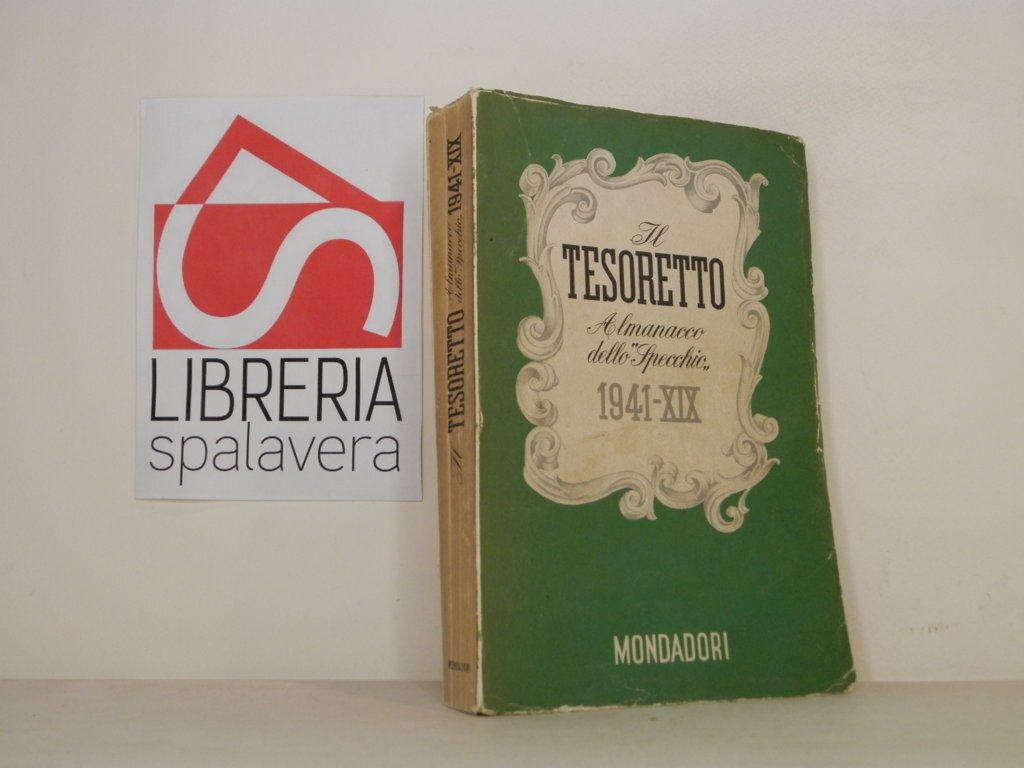 LIBRERIA
spalavera
Il TESORETTO Almanacco dello "Specchio„ 1941-XIX
MONDADORI
Il
TESORETTO
Almanacco
dello "Specchio„
1941-XIX
MONDADORI